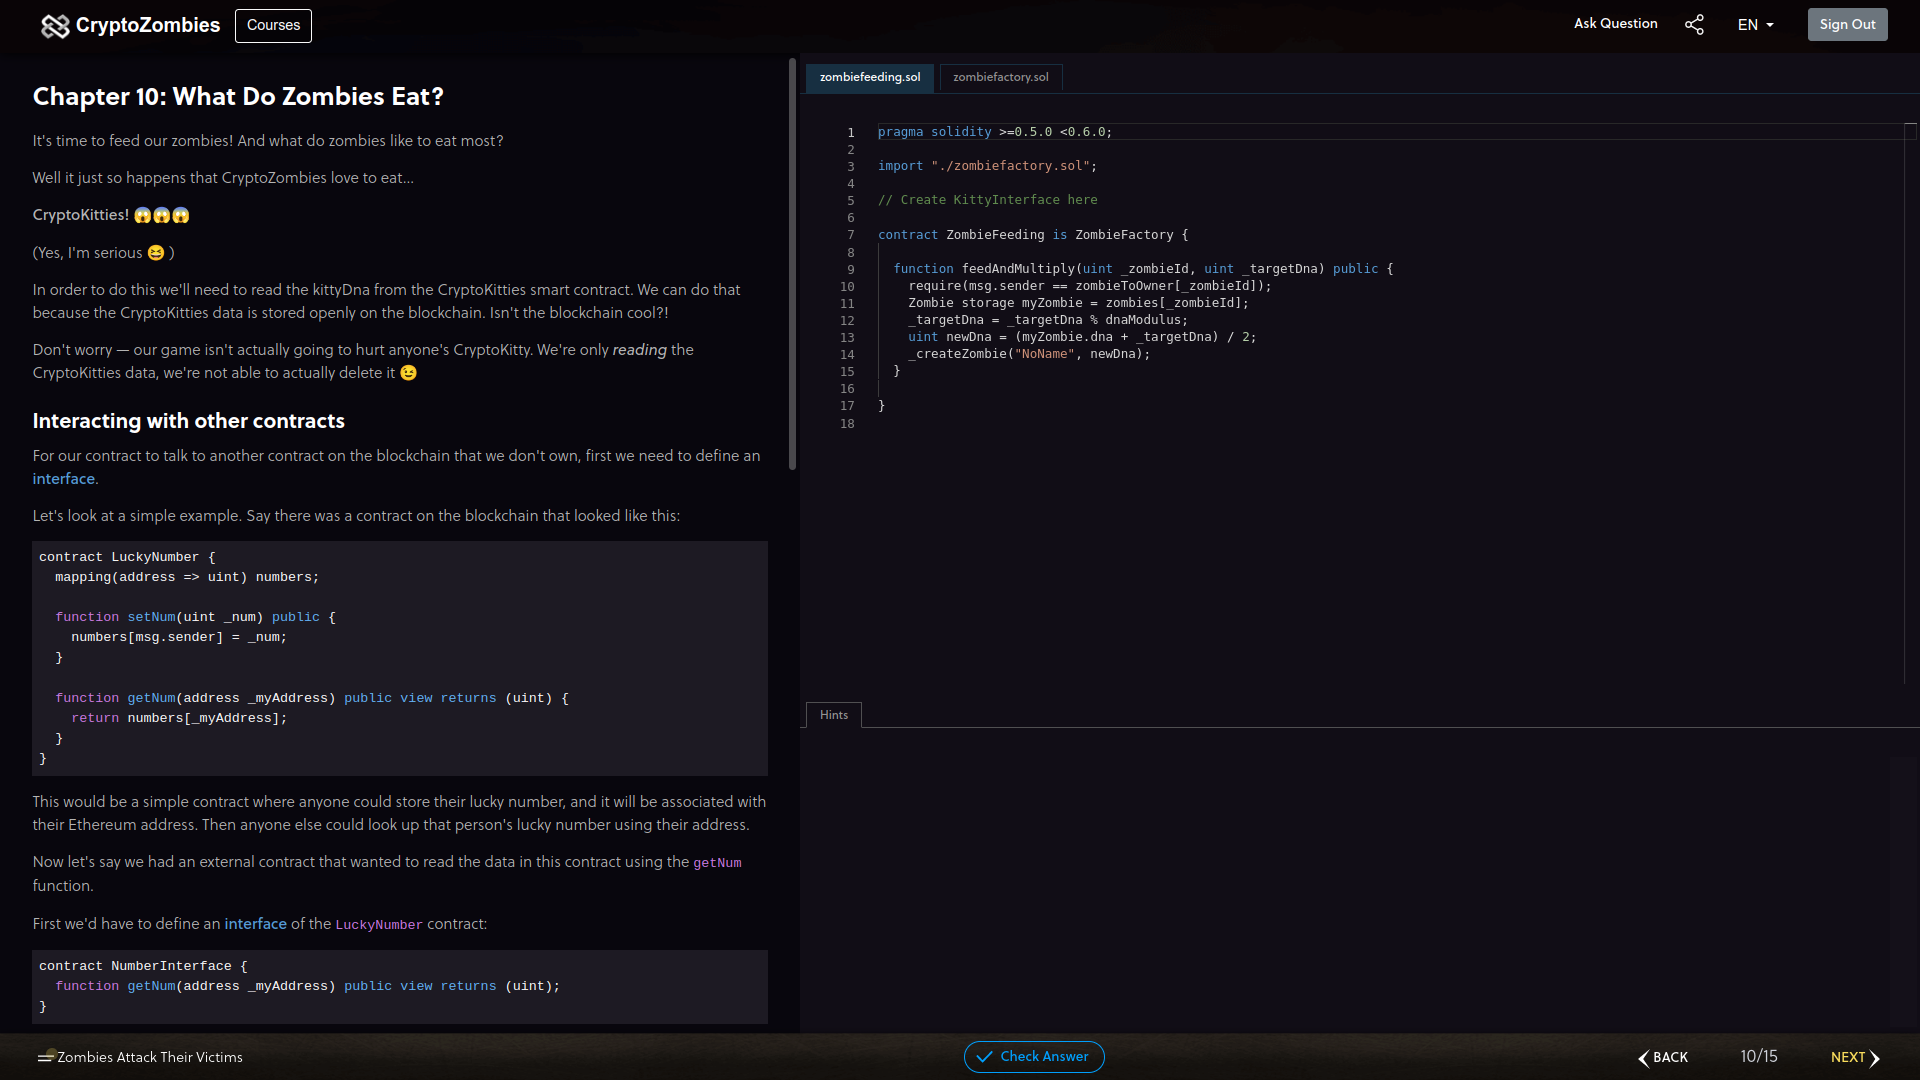 CryptoZombies
Courses
Ask Question
EN
Sign Out
Chapter 10: What Do Zombies Eat?
It's time to feed our zombies! And what do zombies like to eat most?
Well it just so happens that CryptoZombies love to eat...
CryptoKitties! 😱😱😱
(Yes, I'm serious 😆 )
In order to do this we'll need to read the kittyDna from the CryptoKitties smart contract. We can do that
because the CryptoKitties data is stored openly on the blockchain. Isn't the blockchain cool?!
Don't worry — our game isn't actually going to hurt anyone's CryptoKitty. We're only reading the
CryptoKitties data, we're not able to actually delete it 😉
Interacting with other contracts
For our contract to talk to another contract on the blockchain that we don't own, first we need to define an
interface.
Let's look at a simple example. Say there was a contract on the blockchain that looked like this:
contract LuckyNumber {
  mapping(address => uint) numbers;
  function setNum(uint _num) public {
    numbers[msg.sender] = _num;
  }
  function getNum(address _myAddress) public view returns (uint) {
    return numbers[_myAddress];
  }
}
This would be a simple contract where anyone could store their lucky number, and it will be associated with
their Ethereum address. Then anyone else could look up that person's lucky number using their address.
Now let's say we had an external contract that wanted to read the data in this contract using the getNum
function.
First we'd have to define an interface of the LuckyNumber contract:
contract NumberInterface {
  function getNum(address _myAddress) public view returns (uint);
}
zombiefeeding.sol
zombiefactory.sol
1 pragma solidity >=0.5.0 <0.6.0;
2
3 import "./zombiefactory.sol";
4
5 // Create KittyInterface here
6
7 contract ZombieFeeding is ZombieFactory {
8
9   function feedAndMultiply(uint _zombieId, uint _targetDna) public {
10     require(msg.sender == zombieToOwner[_zombieId]);
11     Zombie storage myZombie = zombies[_zombieId];
12     _targetDna = _targetDna % dnaModulus;
13     uint newDna = (myZombie.dna + _targetDna) / 2;
14     _createZombie("NoName", newDna);
15   }
16
17 }
18
Hints
Zombies Attack Their Victims
Check Answer
BACK
10/15
NEXT